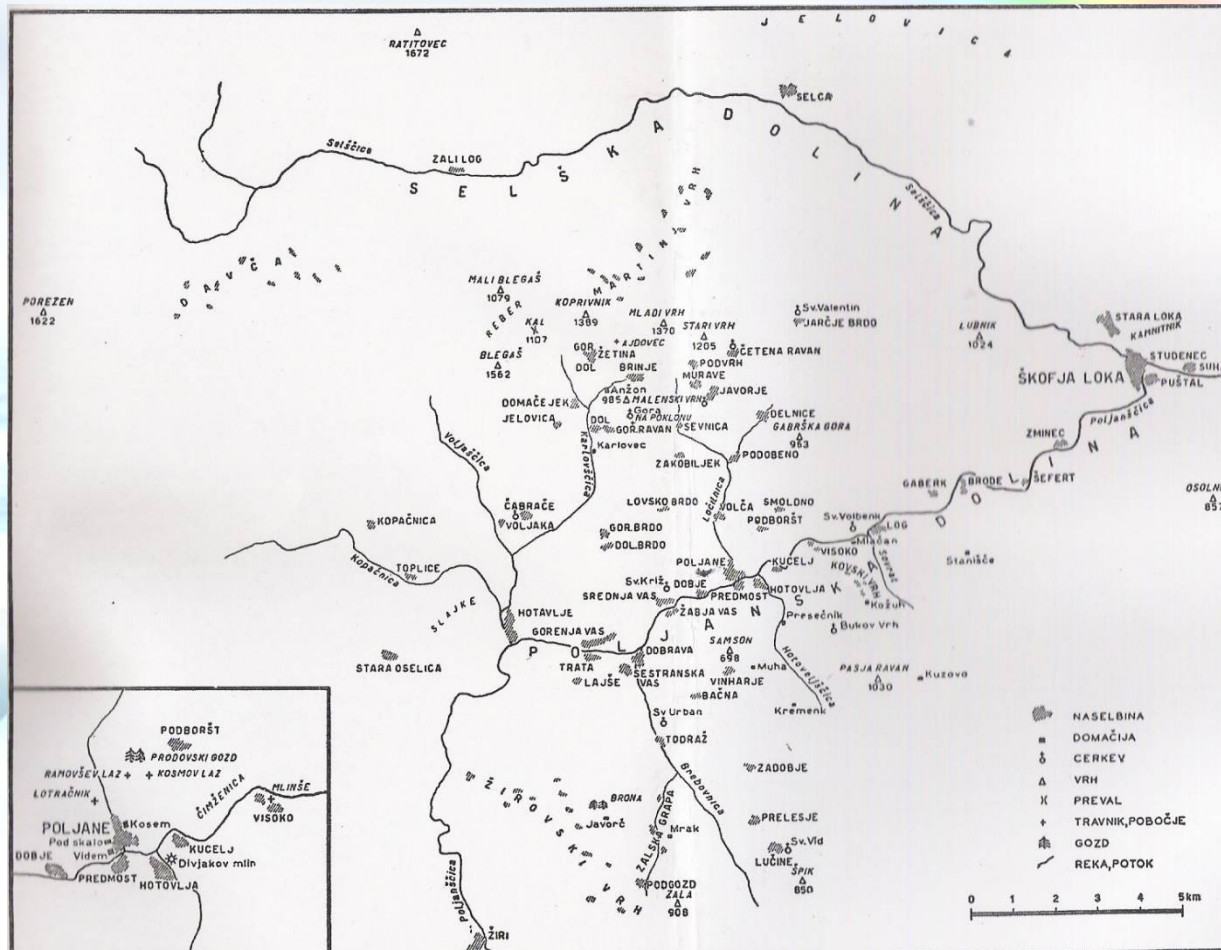 JELOVICA
RATITOVEC
1672
SELCA
Selščica
ZALI LOG
SELŠKA DOLINA
Selščica
DAVČA
MARTINJ VRH
POREZEN
1622
MALI BLEGAŠ
1079
REBER
KOPRIVNIK
1389
KAL
1107
MLADI VRH
1370
STARI VRH
1205
Sv.Valentin
JARČJE BRDO
LUBNIK
1024
STARA LOKA
KAMNITNIK
STUDENEC
SUHA
ŠKOFJA LOKA
PUŠTAL
BLEGAŠ
1562
GOR.
DOL
ŽETINA
AJDOVEC
BRINJE
ČETENA RAVAN
PODVRH
MURAVE
Anžon
985
MALENSKI VRH
JAVORJE
DOMAČEJEK
Gora
NA POKLONU
JELOVICA
DOL
GOR.RAVAN
SEVNICA
DELNICE
GABRŠKA GORA
963
Karlovec
Poljanščica
ZMINEC
Voljaščica
Karlovščica
ZAKOBILJEK
PODOBENO
GABERK
BRODE
ŠEFERT
OSOLNI
857
ČABRAČE
VOLJAKA
LOVSKO BRDO
Ločilnica
VOLČA
SMOLDNO
PODBORŠT
Sv.Volbenk
LOG
KOPAČNICA
GOR.BRDO
DOL.BRDO
Mlačan
VISOKO
Sovrat
Stanišče
Kopačnica
TOPLICE
POLJANE
KUCELJ
KOVSKI VRH
Sv.Križ
DOBJE
HOTOVLJA
SREDNJA VAS
PREDMOST
Kožuh
SLAJKE
HOTAVLJE
ŽABJA VAS
Presečnik
Bukov Vrh
GORENJA VAS
POLJANSKA DOLINA
DOBRAVA
SAMSON
698
STARA OSELICA
TRATA
LAJŠE
SESTRANSKA
VAS
VINHARJE
Muha
Hotoveljščica
PASJA RAVAN
1030
Kuzovo
BAČNA
Kremenk
Sv Urban
TODRAŽ
ZADOBJE
Brebovnica
ŽIROVSKI VRH
BRONA
Javorč
ZALSKA GRAPA
Mrak
PRELESJE
Sv.Vid
LUČINE
ŠPIK
850
PODGOZD
ZALA
908
Poljanščica
ŽIRI
PODBORŠT
PRODOVSKI GOZD
RAMOVŠEV LAZ
KOSMOV LAZ
LOTRAČNIK
ČIMŽENICA
MLINŠE
VISOKO
POLJANE
Kosem
Pod skalo
Videm
KUCELJ
Divjakov mlin
DOBJE
PREDMOST
HOTOVLJA
NASELBINA
DOMAČIJA
CERKEV
VRH
PREVAL
TRAVNIK,POBOČJE
GOZD
REKA,POTOK
0 1 2 3 4 5km